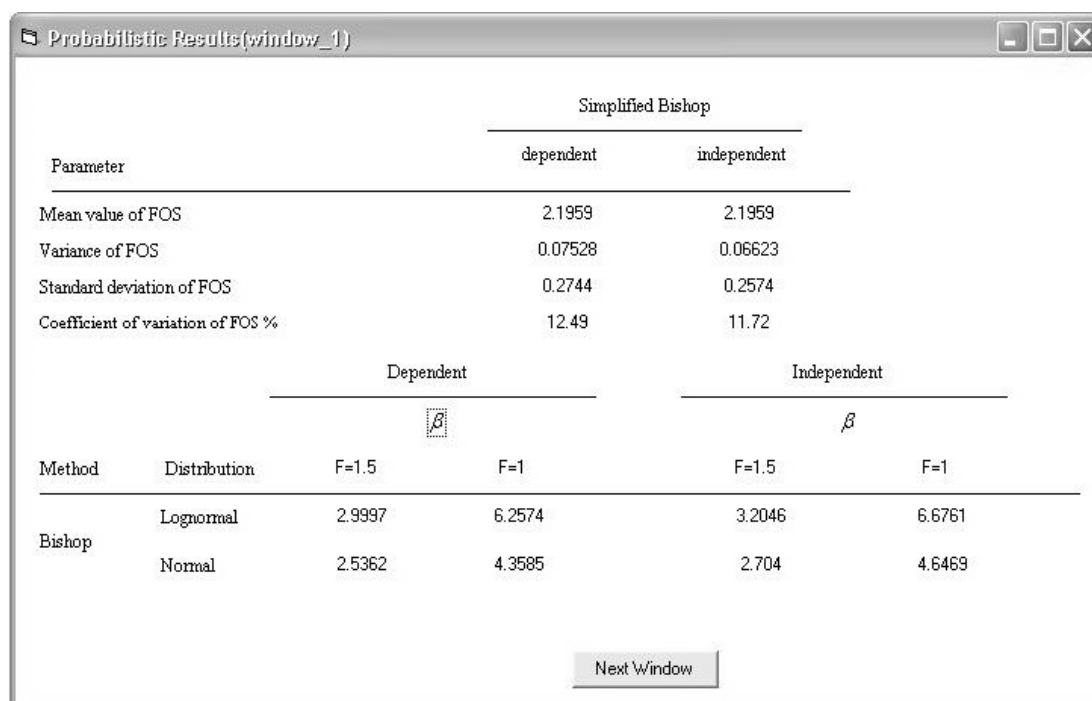 Probabilistic Results(window_1)
Simplified Bishop
Parameter dependent independent
Mean value of FOS 2.1959 2.1959
Variance of FOS 0.07528 0.06623
Standard deviation of FOS 0.2744 0.2574
Coefficient of variation of FOS % 12.49 11.72
Dependent Independent
β β
Method Distribution F=1.5 F=1 F=1.5 F=1
Bishop
Lognormal 2.9997 6.2574 3.2046 6.6761
Normal 2.5362 4.3585 2.704 4.6469
Next Window